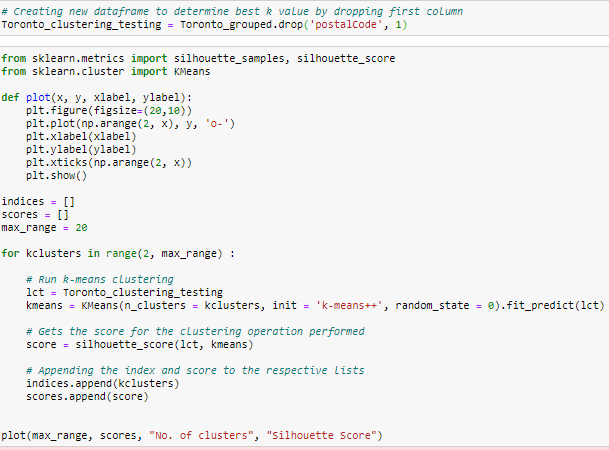 # Creating new dataframe to determine best k value by dropping first column
Toronto_clustering_testing = Toronto_grouped.drop('postalCode', 1)
from sklearn.metrics import silhouette_samples, silhouette_score
from sklearn.cluster import KMeans
def plot(x, y, xlabel, ylabel):
    plt.figure(figsize=(20,10))
    plt.plot(np.arange(2, x), y, 'o-')
    plt.xlabel(xlabel)
    plt.ylabel(ylabel)
    plt.xticks(np.arange(2, x))
    plt.show()
indices = []
scores = []
max_range = 20
for kclusters in range(2, max_range) :
    # Run k-means clustering
    lct = Toronto_clustering_testing
    kmeans = KMeans(n_clusters = kclusters, init = 'k-means++', random_state = 0).fit_predict(lct)
    # Gets the score for the clustering operation performed
    score = silhouette_score(lct, kmeans)
    # Appending the index and score to the respective lists
    indices.append(kclusters)
    scores.append(score)
plot(max_range, scores, "No. of clusters", "Silhouette Score")